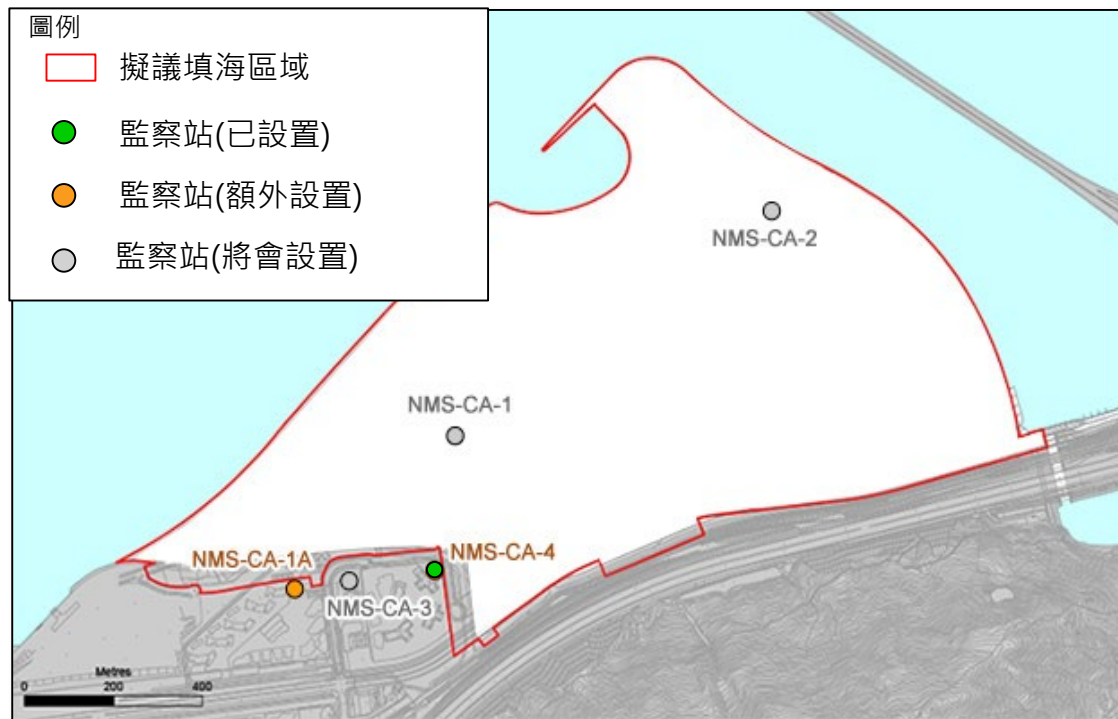 圖例
擬議填海區域
監察站(已設置)
監察站(額外設置)
監察站(將會設置)
NMS-CA-2
NMS-CA-1
NMS-CA-1A
NMS-CA-4
NMS-CA-3
Metres
0 200 400